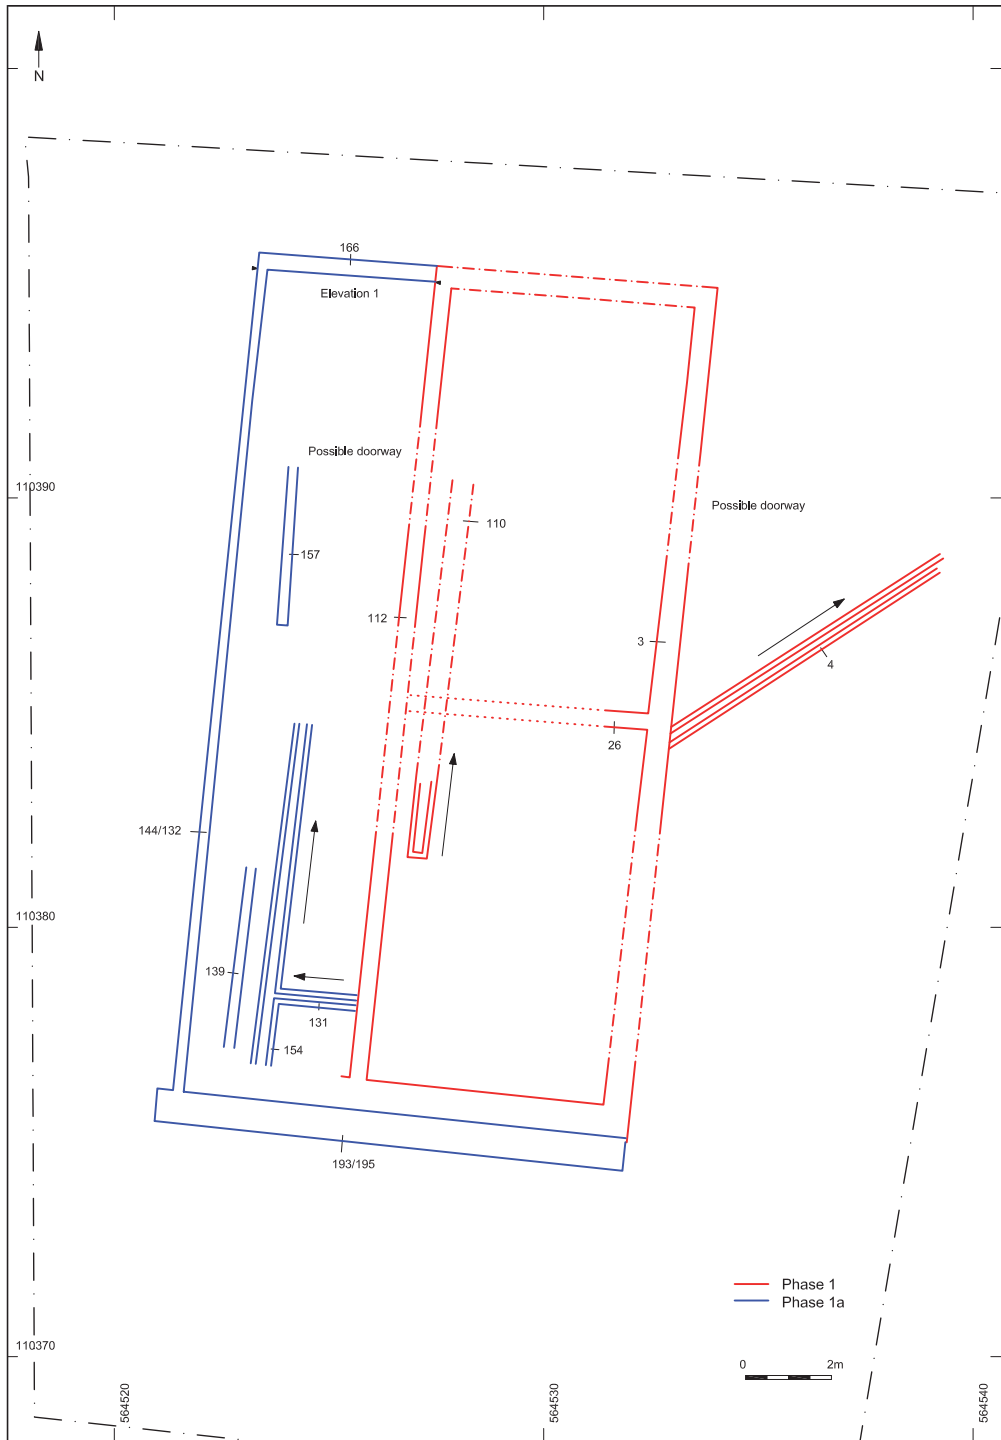 N
166
Elevation 1
Possible doorway
110390
Possible doorway
110
157
112
3
4
26
144/132
110380
139
131
154
193/195
Phase 1
Phase 1a
110370
0 2m
564520
564530
564540